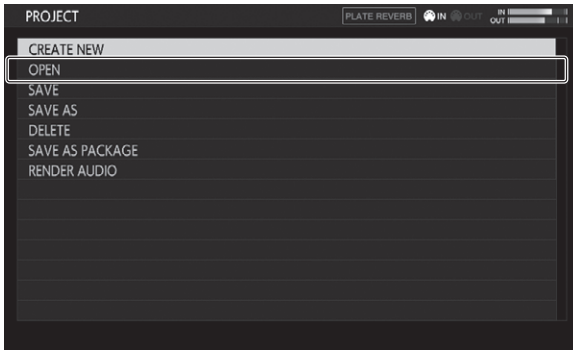 PROJECT PLATE REVERB IN OUT IN
OUT
CREATE NEW
OPEN
SAVE
SAVE AS
DELETE
SAVE AS PACKAGE
RENDER AUDIO